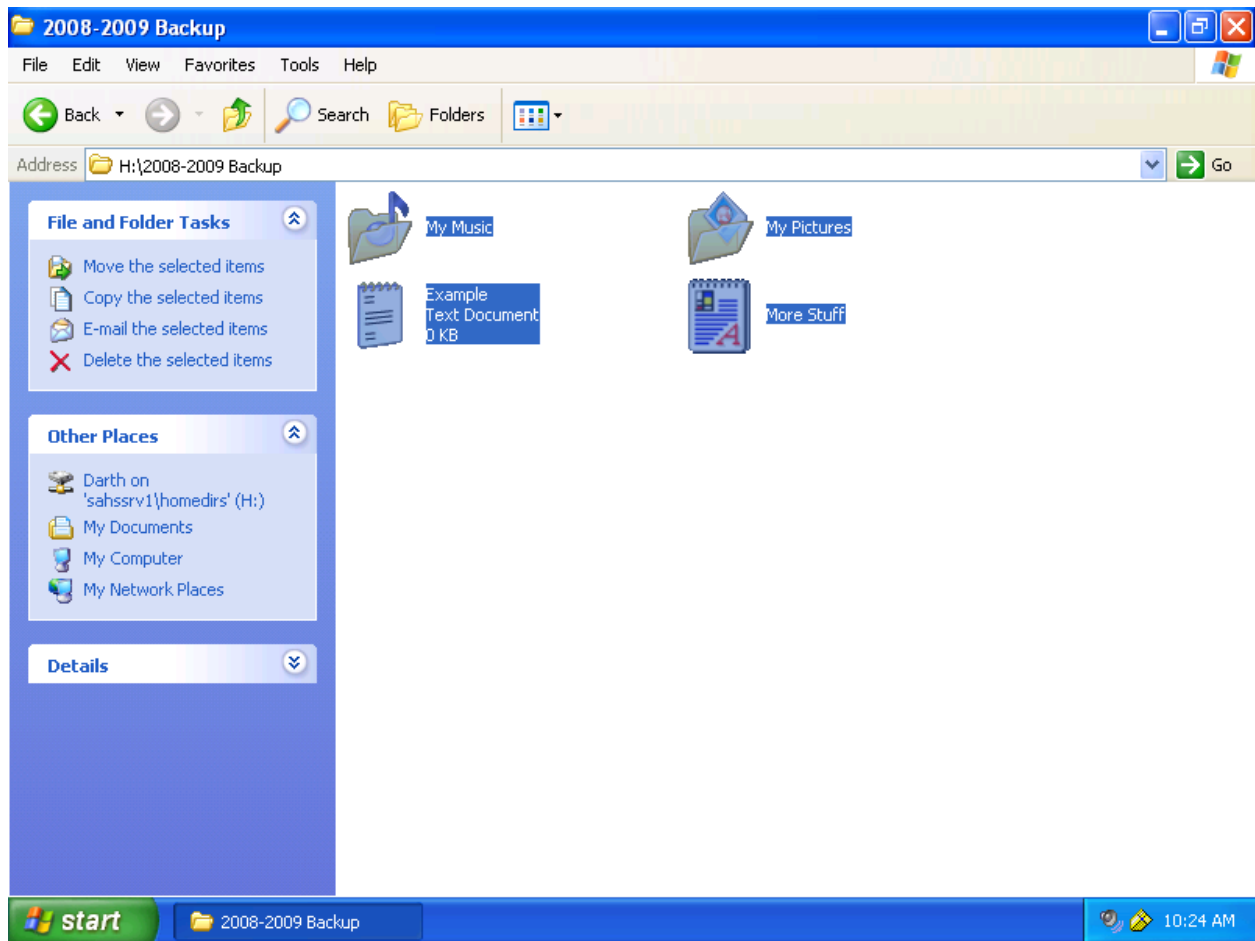 2008-2009 Backup
File Edit View Favorites Tools Help
Back Search Folders
Address H:\2008-2009 Backup Go
File and Folder Tasks
Move the selected items
Copy the selected items
E-mail the selected items
Delete the selected items
Other Places
Darth on
'sahssrv1\homedirs' (H:)
My Documents
My Computer
My Network Places
Details
My Music
My Pictures
Example
Text Document
0 KB
More Stuff
start 2008-2009 Backup 10:24 AM